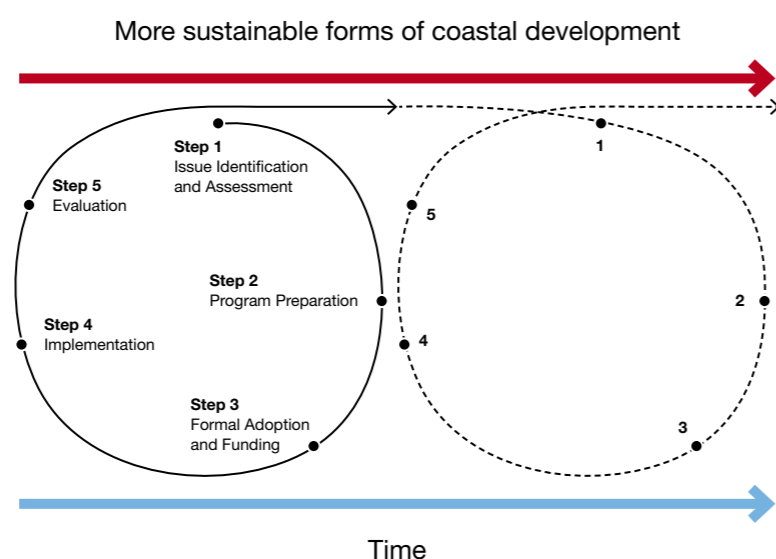 More sustainable forms of coastal development
Step 1
Issue Identification
and Assessment
Step 2
Program Preparation
Step 3
Formal Adoption
and Funding
Step 4
Implementation
Step 5
Evaluation
1
2
3
4
5
Time